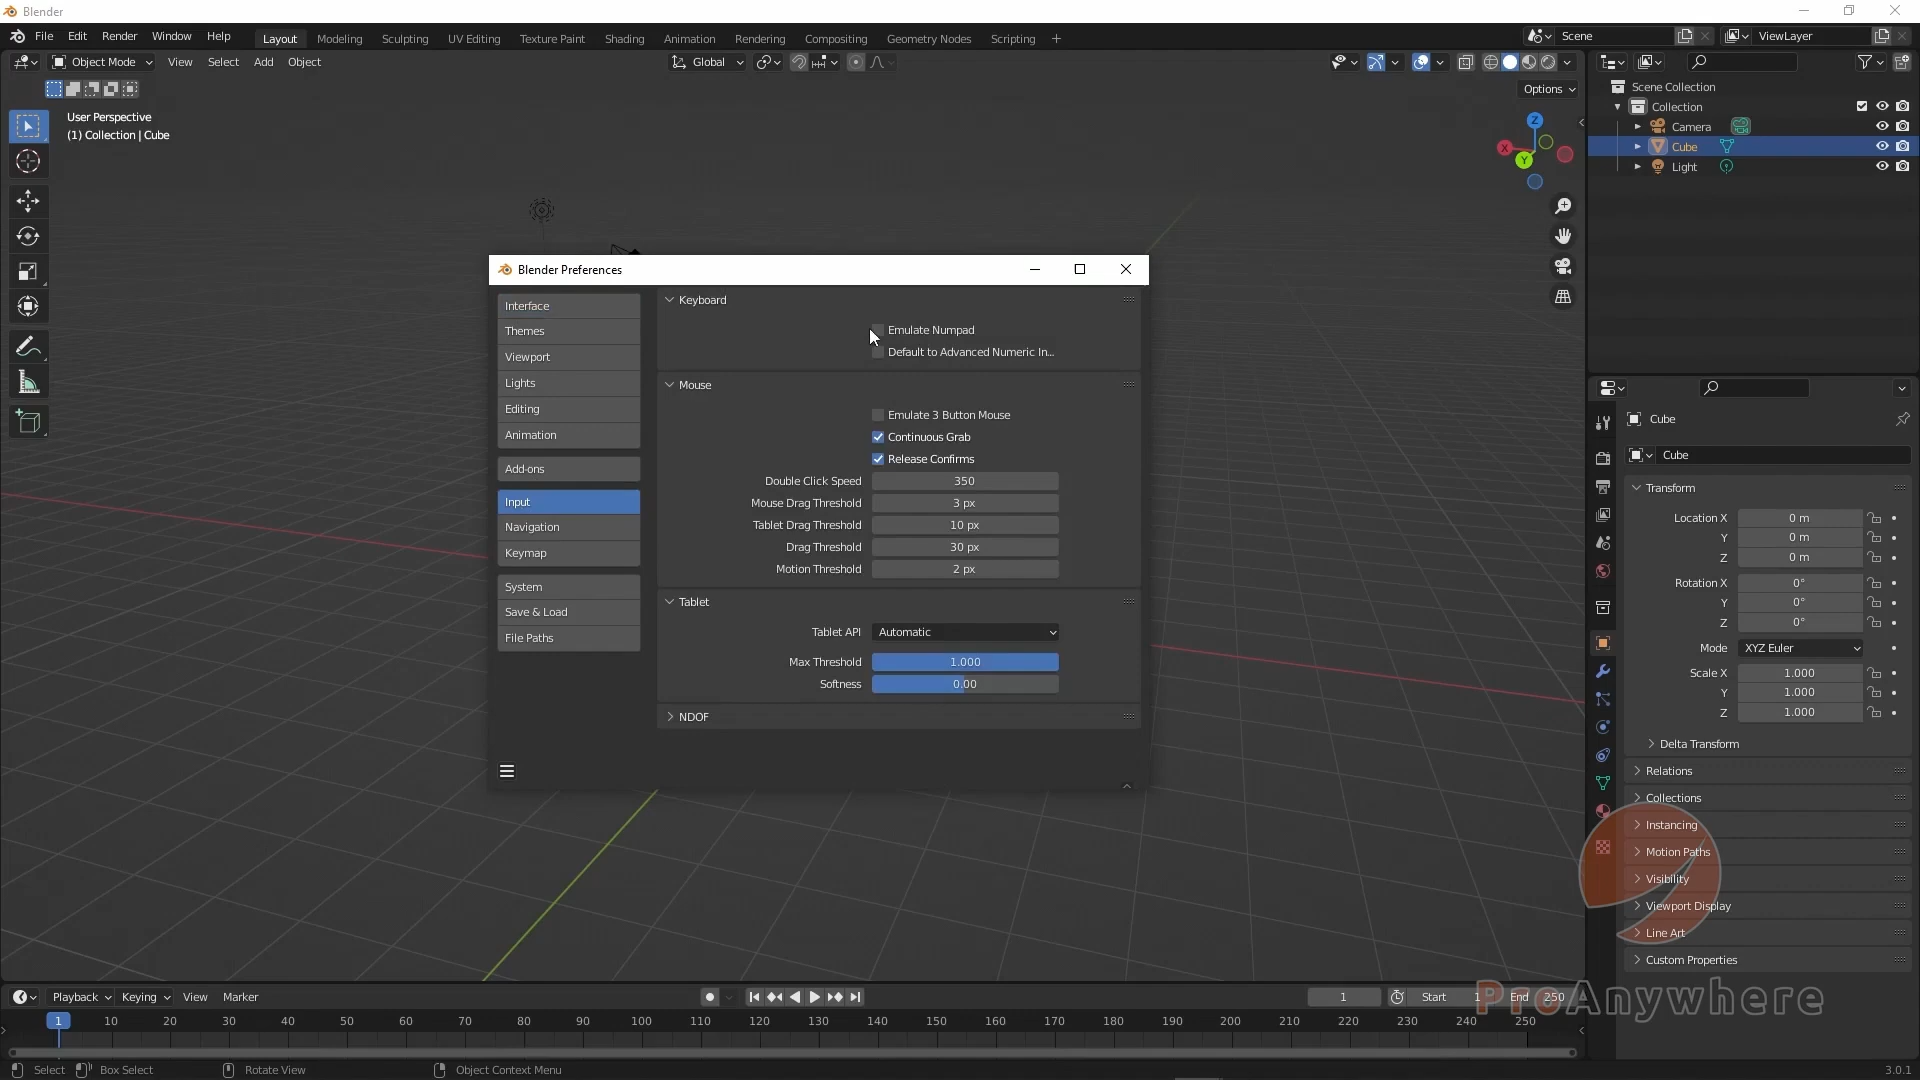 Blender
File Edit Render Window Help Layout Modeling Sculpting UV Editing Texture Paint Shading Animation Rendering Compositing Geometry Nodes Scripting + Scene ViewLayer
Object Mode View Select Add Object Global
Options
User Perspective
(1) Collection | Cube
Z
X
Y
Scene Collection
Collection
Camera
Cube
Light
Blender Preferences
Interface
Themes
Viewport
Lights
Editing
Animation
Add-ons
Input
Navigation
Keymap
System
Save & Load
File Paths
Keyboard
Emulate Numpad
Default to Advanced Numeric In...
Mouse
Emulate 3 Button Mouse
Continuous Grab
Release Confirms
Double Click Speed 350
Mouse Drag Threshold 3 px
Tablet Drag Threshold 10 px
Drag Threshold 30 px
Motion Threshold 2 px
Tablet
Tablet API Automatic
Max Threshold 1.000
Softness 0.00
NDOF
Cube
Cube
Transform
Location X 0 m
Y 0 m
Z 0 m
Rotation X 0°
Y 0°
Z 0°
Mode XYZ Euler
Scale X 1.000
Y 1.000
Z 1.000
Delta Transform
Relations
Collections
Instancing
Motion Paths
Visibility
Viewport Display
Line Art
Custom Properties
ProAnywhere
Playback Keying View Marker 1 Start 1 End 250
1 10 20 30 40 50 60 70 80 90 100 110 120 130 140 150 160 170 180 190 200 210 220 230 240 250
Select Box Select Rotate View Object Context Menu 3.0.1